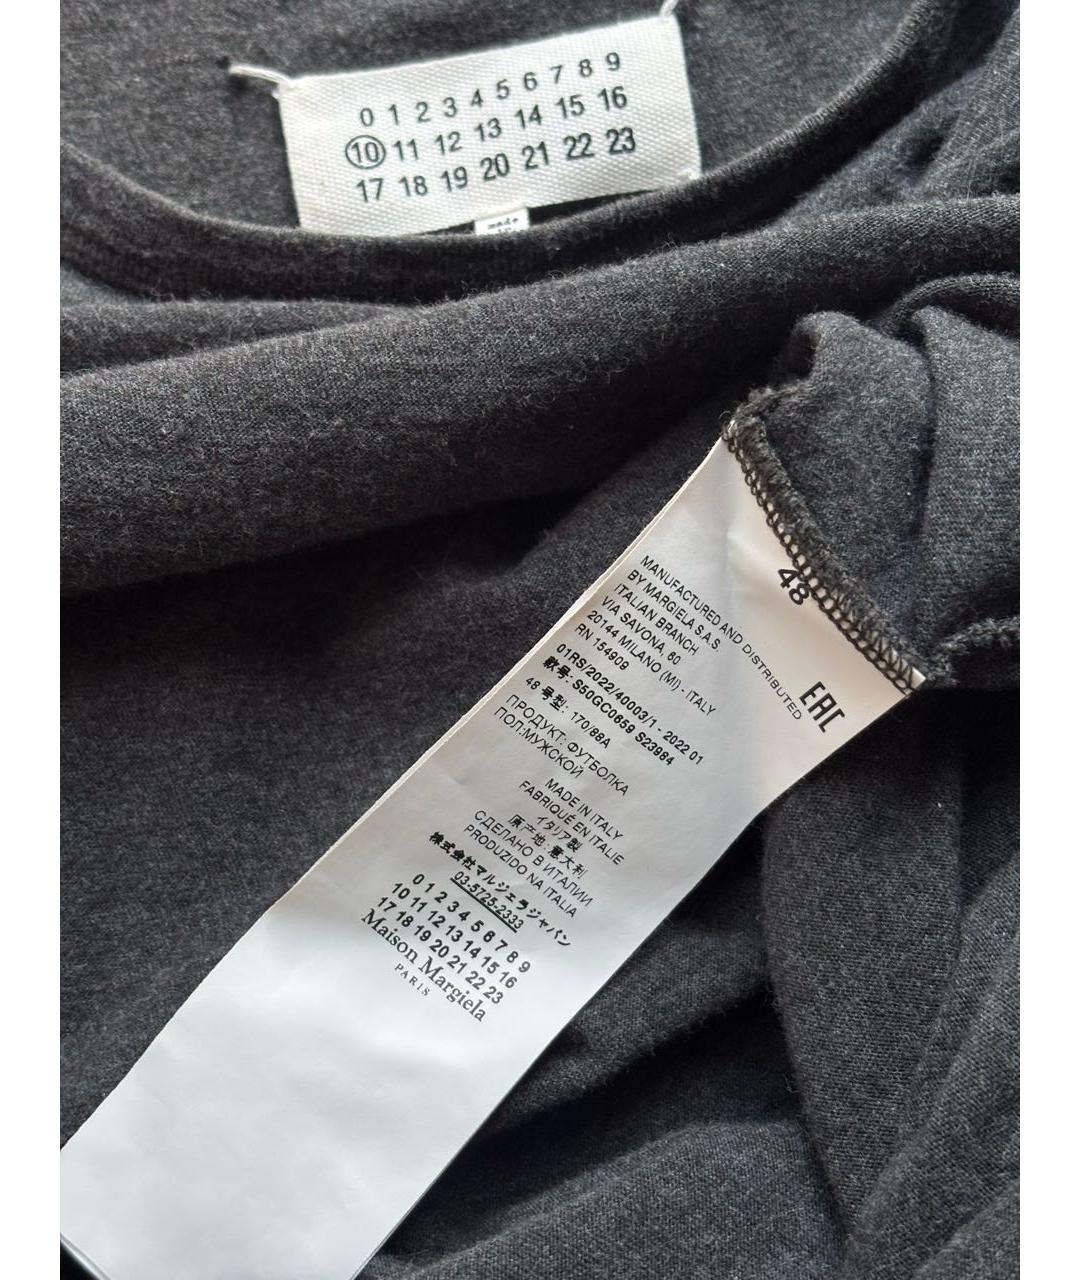 0 1 2 3 4 5 6 7 8 9
10 11 12 13 14 15 16
17 18 19 20 21 22 23
made
48
EAC
MANUFACTURED AND DISTRIBUTED
BY MARGIELA S.A.S.
ITALIAN BRANCH
VIA SAVONA, 60
20144 MILANO (MI) - ITALY
RN 154909
01RS/2022/40003/1 - 2022 01
款号: S50GC0659 S23984
48 号型: 170/88A
ПРОДУКТ: ФУТБОЛКА
ПОЛ:МУЖСКОЙ
MADE IN ITALY
FABRIQUÉ EN ITALIE
イタリア製
原产地: 意大利
СДЕЛАНО В ИТАЛИИ
PRODUZIDO NA ITALIA
株式会社マルジェラジャパン
03-5725-2333
0 1 2 3 4 5 6 7 8 9
10 11 12 13 14 15 16
17 18 19 20 21 22 23
Maison Margiela
PARIS